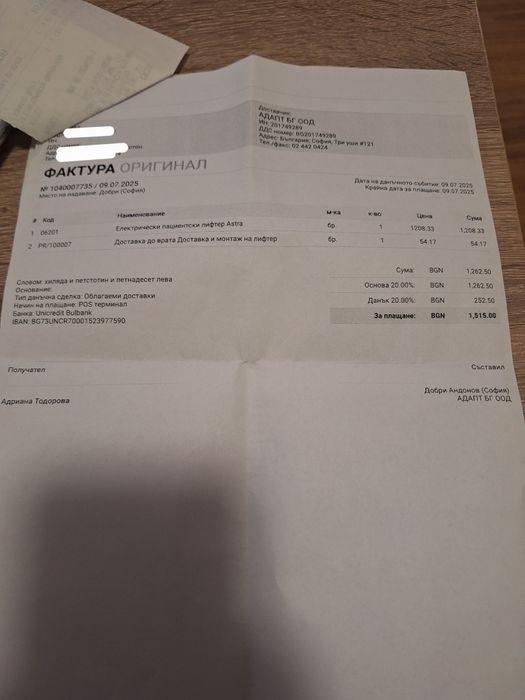 Доставчик:
АДАПТ БГ ООД
ИН: 201749289
ДДС номер: BG201749289
Адрес: България, София, Три уши #121
Тел./факс: 02 442 0424
ИН:
ДДС
Тел.
ФАКТУРА ОРИГИНАЛ
№ 1040007735 / 09.07.2025
Място на издаване: Добри (София)
Дата на данъчното събитие: 09.07.2025
Крайна дата за плащане: 09.07.2025
# Код Наименование м-ка к-во Цена Сума
1 06201 Електрически пациентски лифтер Astra бр. 1 1208.33 1,208.33
2 PR/100007 Доставка до врата Доставка и монтаж на лифтер бр. 1 54.17 54.17
Сума: BGN 1,262.50
Основа 20.00%: BGN 1,262.50
Данък 20.00%: BGN 252.50
За плащане: BGN 1,515.00
Словом: хиляда и петстотин и петнадесет лева
Основание:
Тип данъчна сделка: Облагаеми доставки
Начин на плащане: POS терминал
Банка: Unicredit Bulbank
IBAN: BG73UNCR70001523977590
Получател
Съставил
Адриана Тодорова
Добри Андонов (София)
АДАПТ БГ ООД